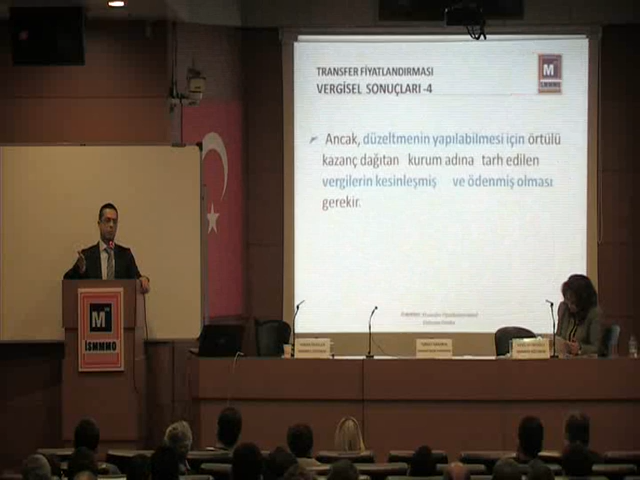 TRANSFER FİYATLANDIRMASI
VERGİSEL SONUÇLARI -4
M
İSMMMO
Ancak, düzeltmenin yapılabilmesi için örtülü
kazanç dağıtan kurum adına tarh edilen
vergilerin kesinleşmiş ve ödenmiş olması
gerekir.
M
İSMMMO